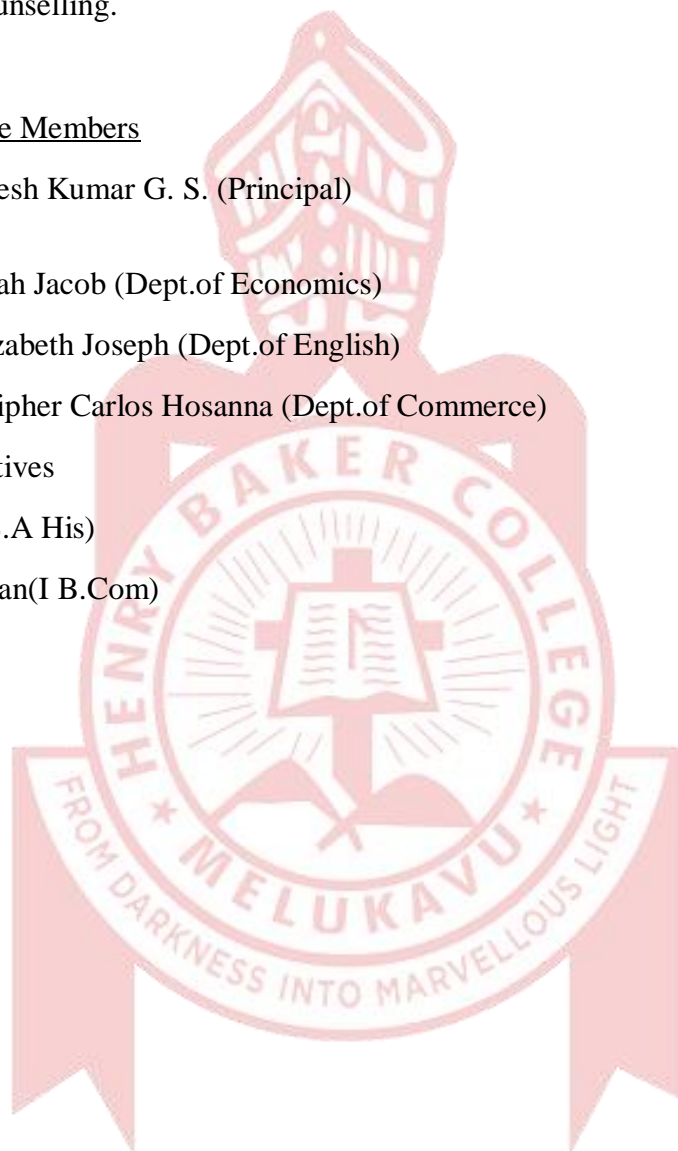 unselling.
e Members
esh Kumar G. S. (Principal)
ah Jacob (Dept.of Economics)
zabeth Joseph (Dept.of English)
ipher Carlos Hosanna (Dept.of Commerce)
tives
.A His)
an(I B.Com)
HENRY BAKER COLLEGE
MELUKAVU
FROM DARKNESS INTO MARVELLOUS LIGHT